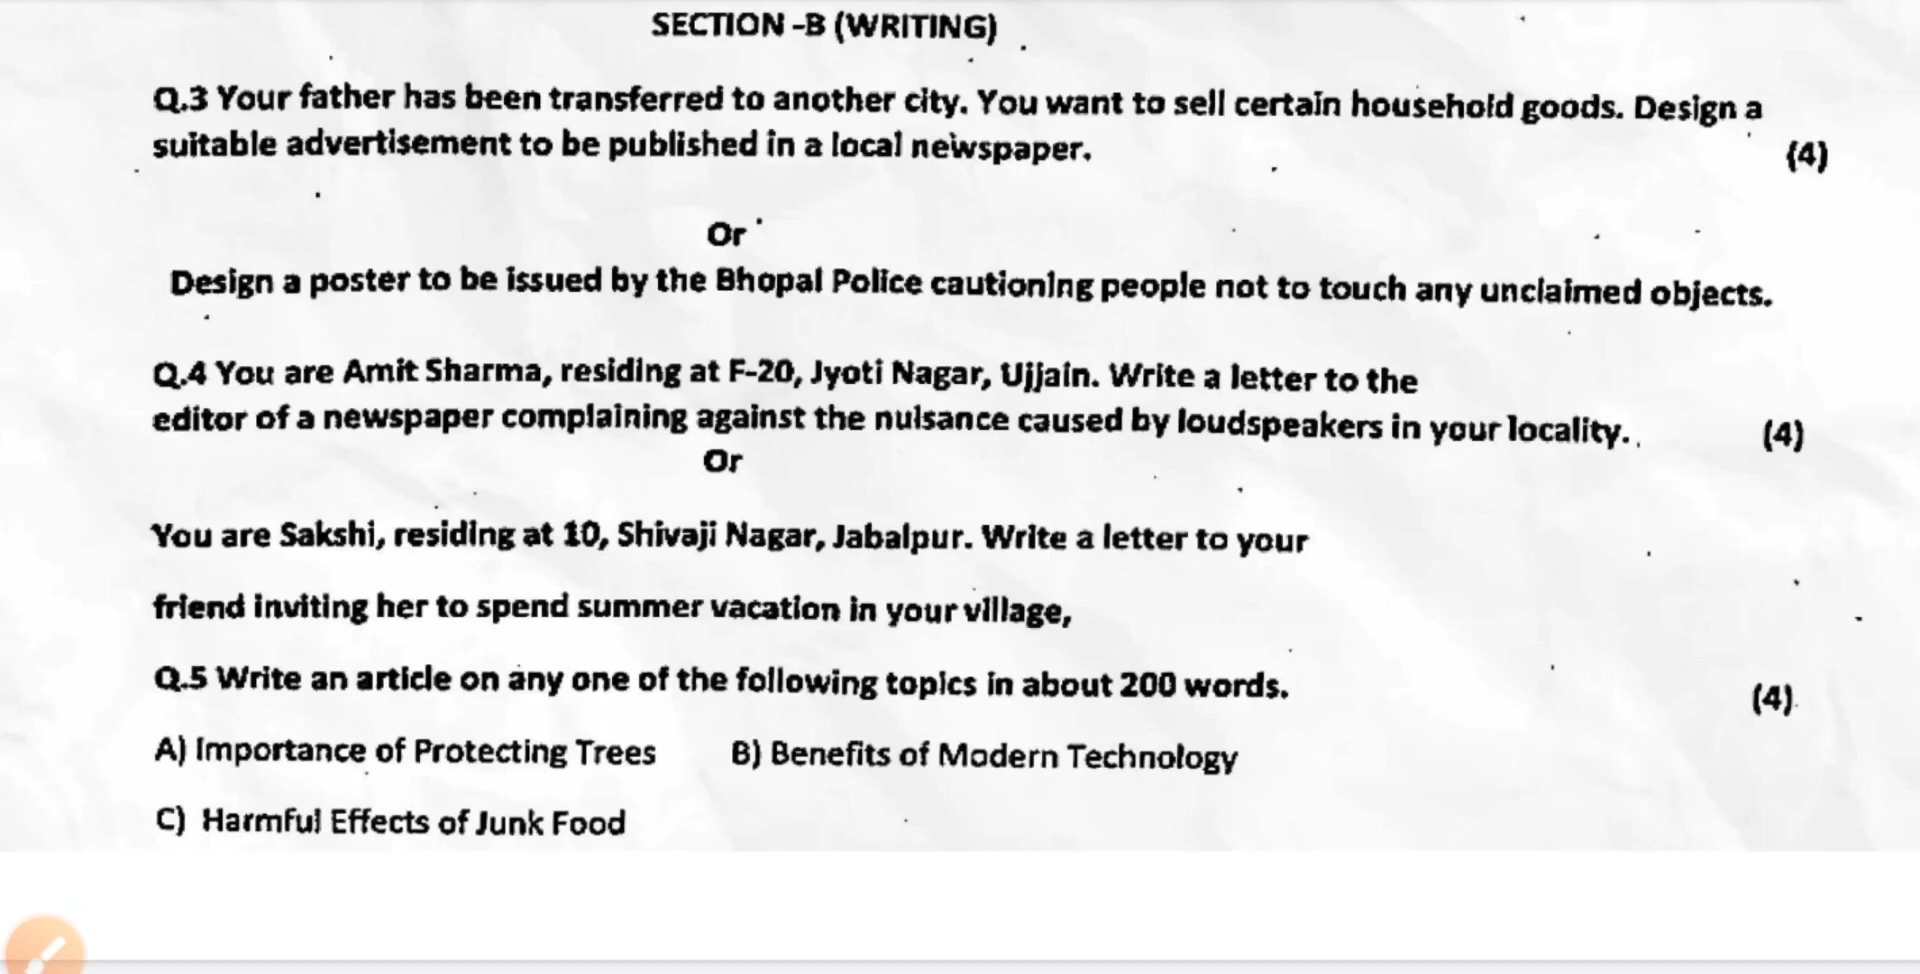 SECTION -B (WRITING)
Q.3 Your father has been transferred to another city. You want to sell certain household goods. Design a
suitable advertisement to be published in a local newspaper. (4)
Or
Design a poster to be issued by the Bhopal Police cautioning people not to touch any unclaimed objects.
Q.4 You are Amit Sharma, residing at F-20, Jyoti Nagar, Ujjain. Write a letter to the
editor of a newspaper complaining against the nuisance caused by loudspeakers in your locality.. (4)
Or
You are Sakshi, residing at 10, Shivaji Nagar, Jabalpur. Write a letter to your
friend inviting her to spend summer vacation in your village,
Q.5 Write an article on any one of the following topics in about 200 words. (4)
A) Importance of Protecting Trees B) Benefits of Modern Technology
C) Harmful Effects of Junk Food